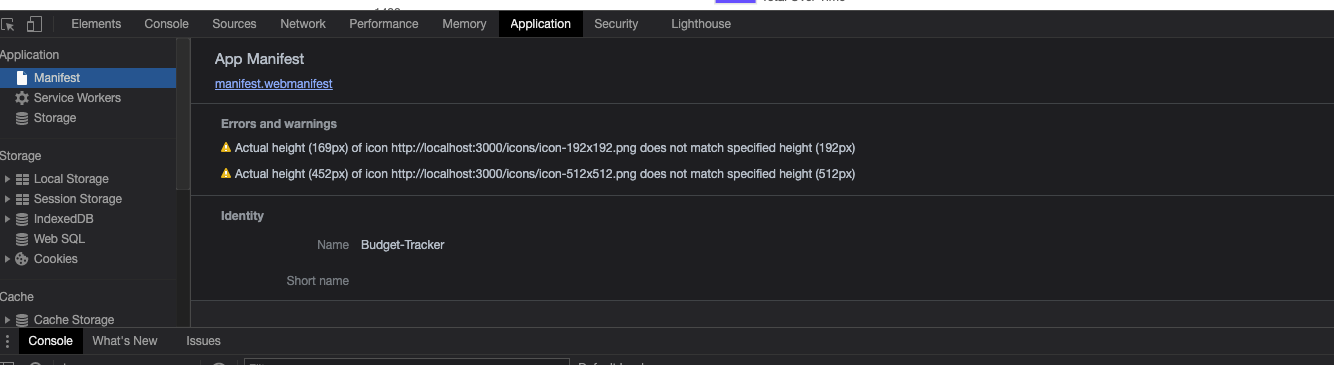 Elements Console Sources Network Performance Memory Application Security Lighthouse
Application
Manifest
Service Workers
Storage
Storage
Local Storage
Session Storage
IndexedDB
Web SQL
Cookies
Cache
Cache Storage
App Manifest
manifest.webmanifest
Errors and warnings
Actual height (169px) of icon http://localhost:3000/icons/icon-192x192.png does not match specified height (192px)
Actual height (452px) of icon http://localhost:3000/icons/icon-512x512.png does not match specified height (512px)
Identity
Name Budget-Tracker
Short name
Console What's New Issues